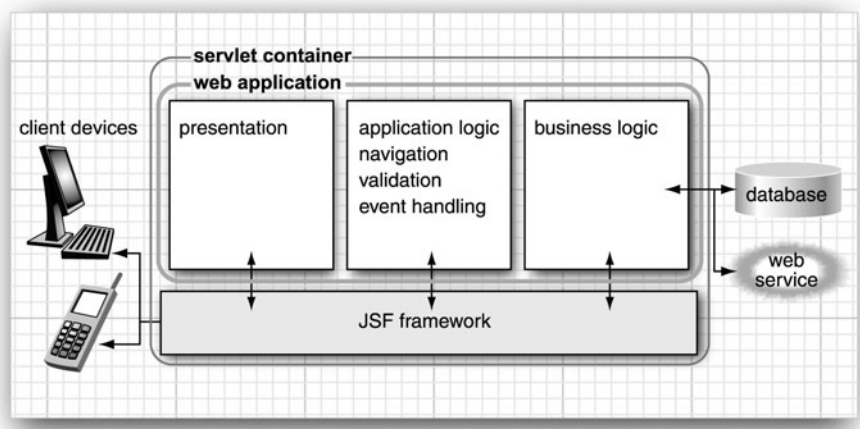 servlet container
web application
client devices
presentation
application logic
navigation
validation
event handling
business logic
database
web
service
JSF framework